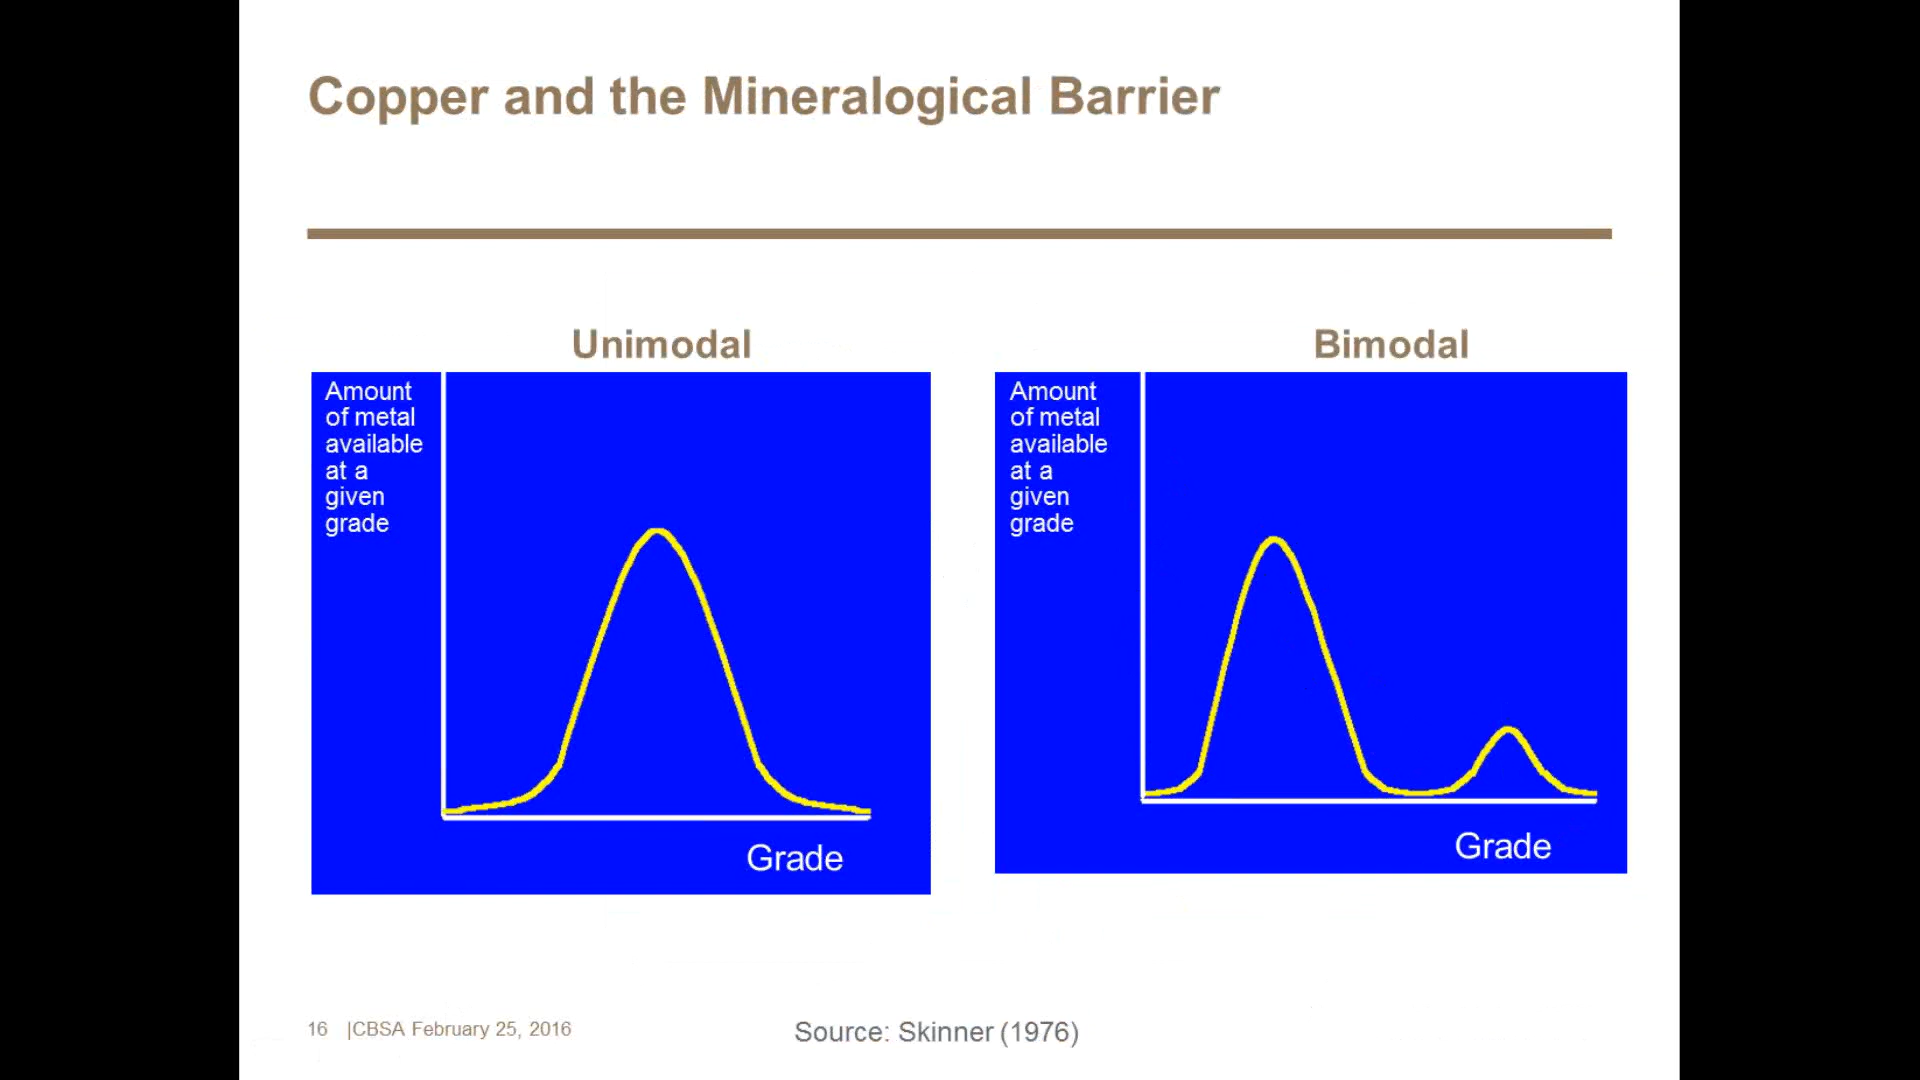 Copper and the Mineralogical Barrier
Unimodal
Amount
of metal
available
at a
given
grade
Grade
Bimodal
Amount
of metal
available
at a
given
grade
Grade
16 |CBSA February 25, 2016
Source: Skinner (1976)